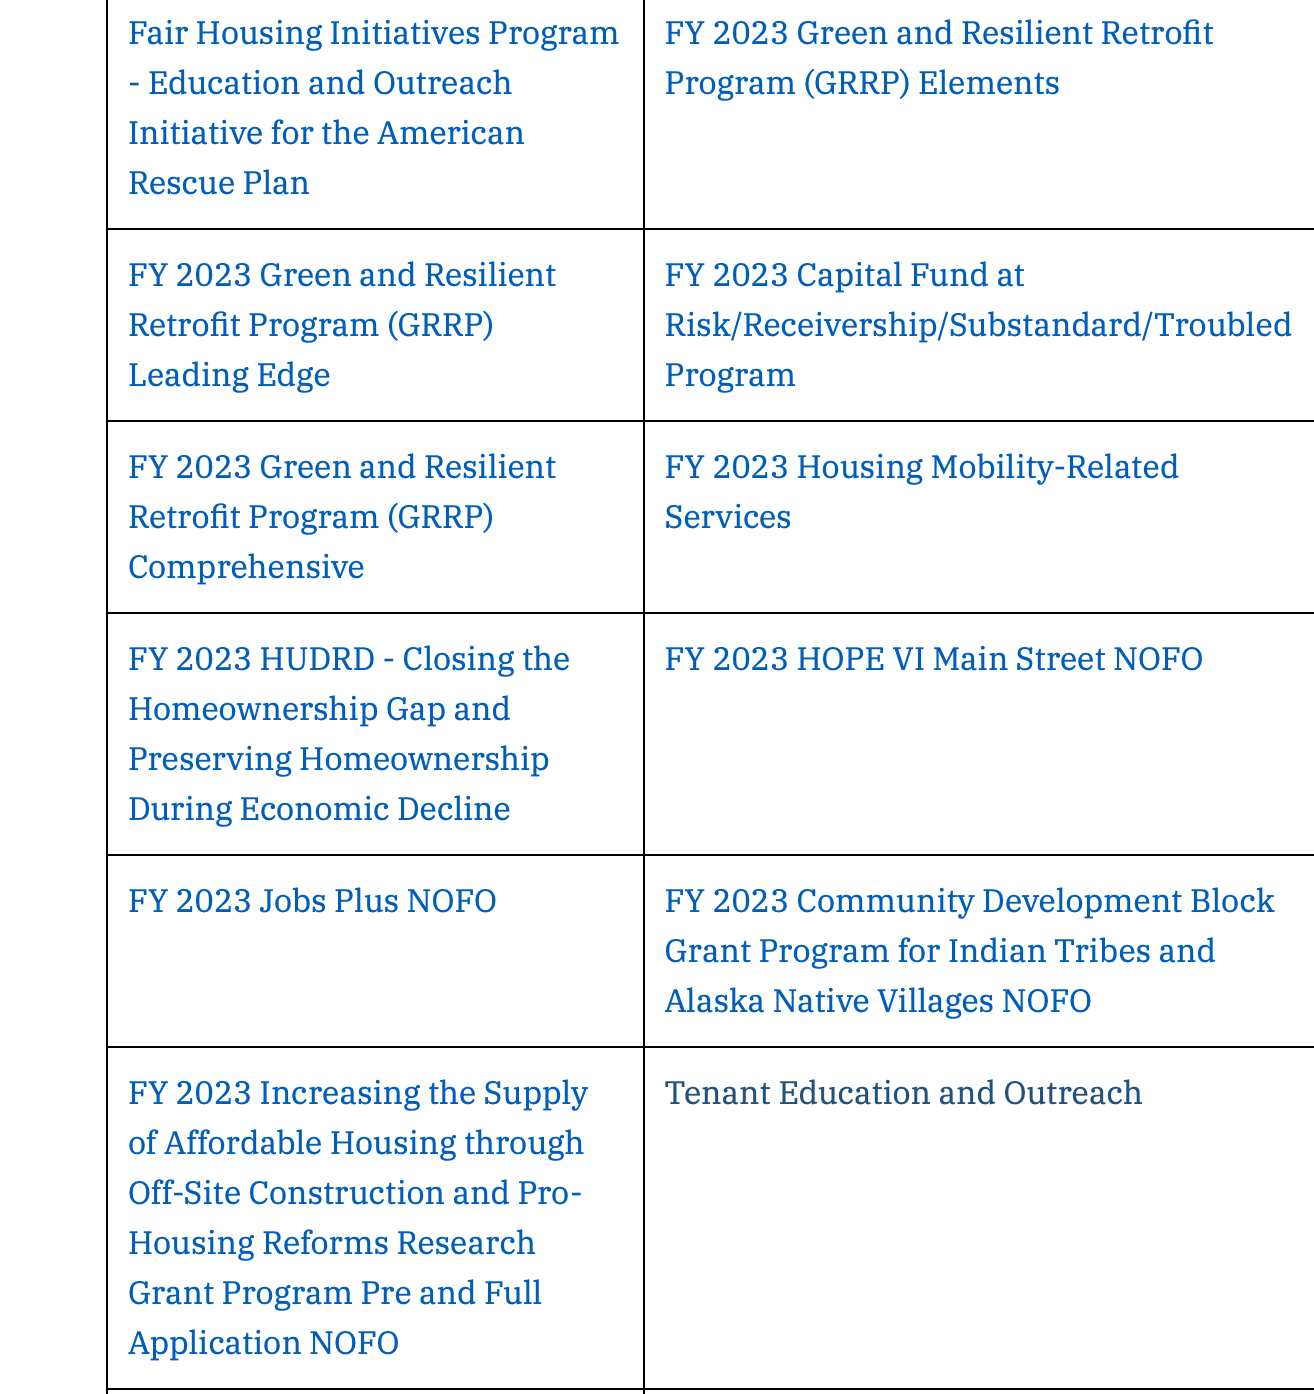 Fair Housing Initiatives Program
- Education and Outreach
Initiative for the American
Rescue Plan
FY 2023 Green and Resilient Retrofit
Program (GRRP) Elements
FY 2023 Green and Resilient
Retrofit Program (GRRP)
Leading Edge
FY 2023 Capital Fund at
Risk/Receivership/Substandard/Troubled
Program
FY 2023 Green and Resilient
Retrofit Program (GRRP)
Comprehensive
FY 2023 Housing Mobility-Related
Services
FY 2023 HUDRD - Closing the
Homeownership Gap and
Preserving Homeownership
During Economic Decline
FY 2023 HOPE VI Main Street NOFO
FY 2023 Jobs Plus NOFO
FY 2023 Community Development Block
Grant Program for Indian Tribes and
Alaska Native Villages NOFO
FY 2023 Increasing the Supply
of Affordable Housing through
Off-Site Construction and Pro-
Housing Reforms Research
Grant Program Pre and Full
Application NOFO
Tenant Education and Outreach